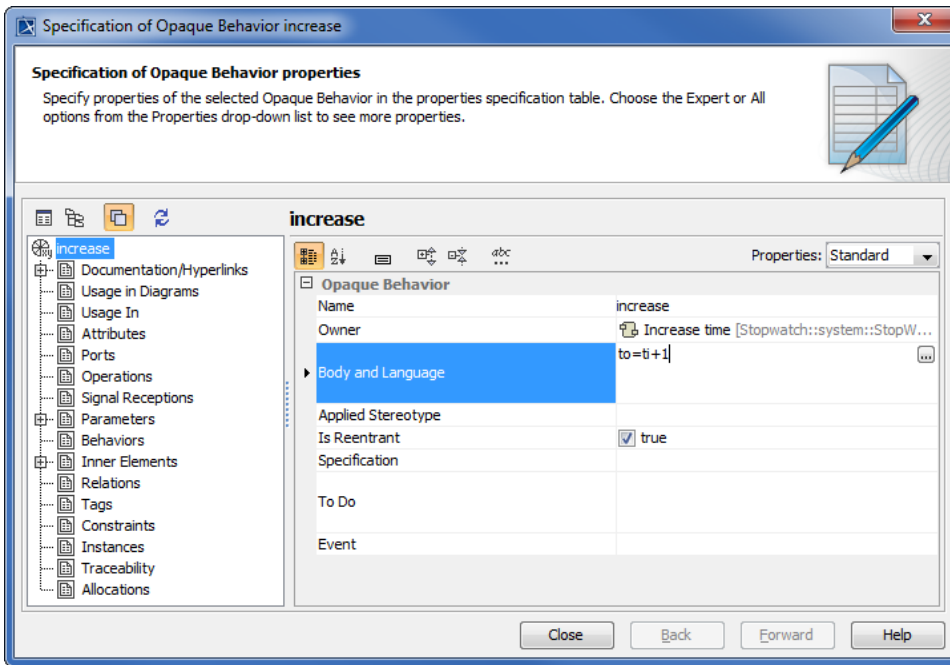 Specification of Opaque Behavior increase
Specification of Opaque Behavior properties
Specify properties of the selected Opaque Behavior in the properties specification table. Choose the Expert or All
options from the Properties drop-down list to see more properties.
increase
Properties: Standard
increase
Documentation/Hyperlinks
Usage in Diagrams
Usage In
Attributes
Ports
Operations
Signal Receptions
Parameters
Behaviors
Inner Elements
Relations
Tags
Constraints
Instances
Traceability
Allocations
Opaque Behavior
Name increase
Owner Increase time [Stopwatch::system::StopW...
Body and Language to=ti+1
Applied Stereotype
Is Reentrant true
Specification
To Do
Event
Close Back Forward Help